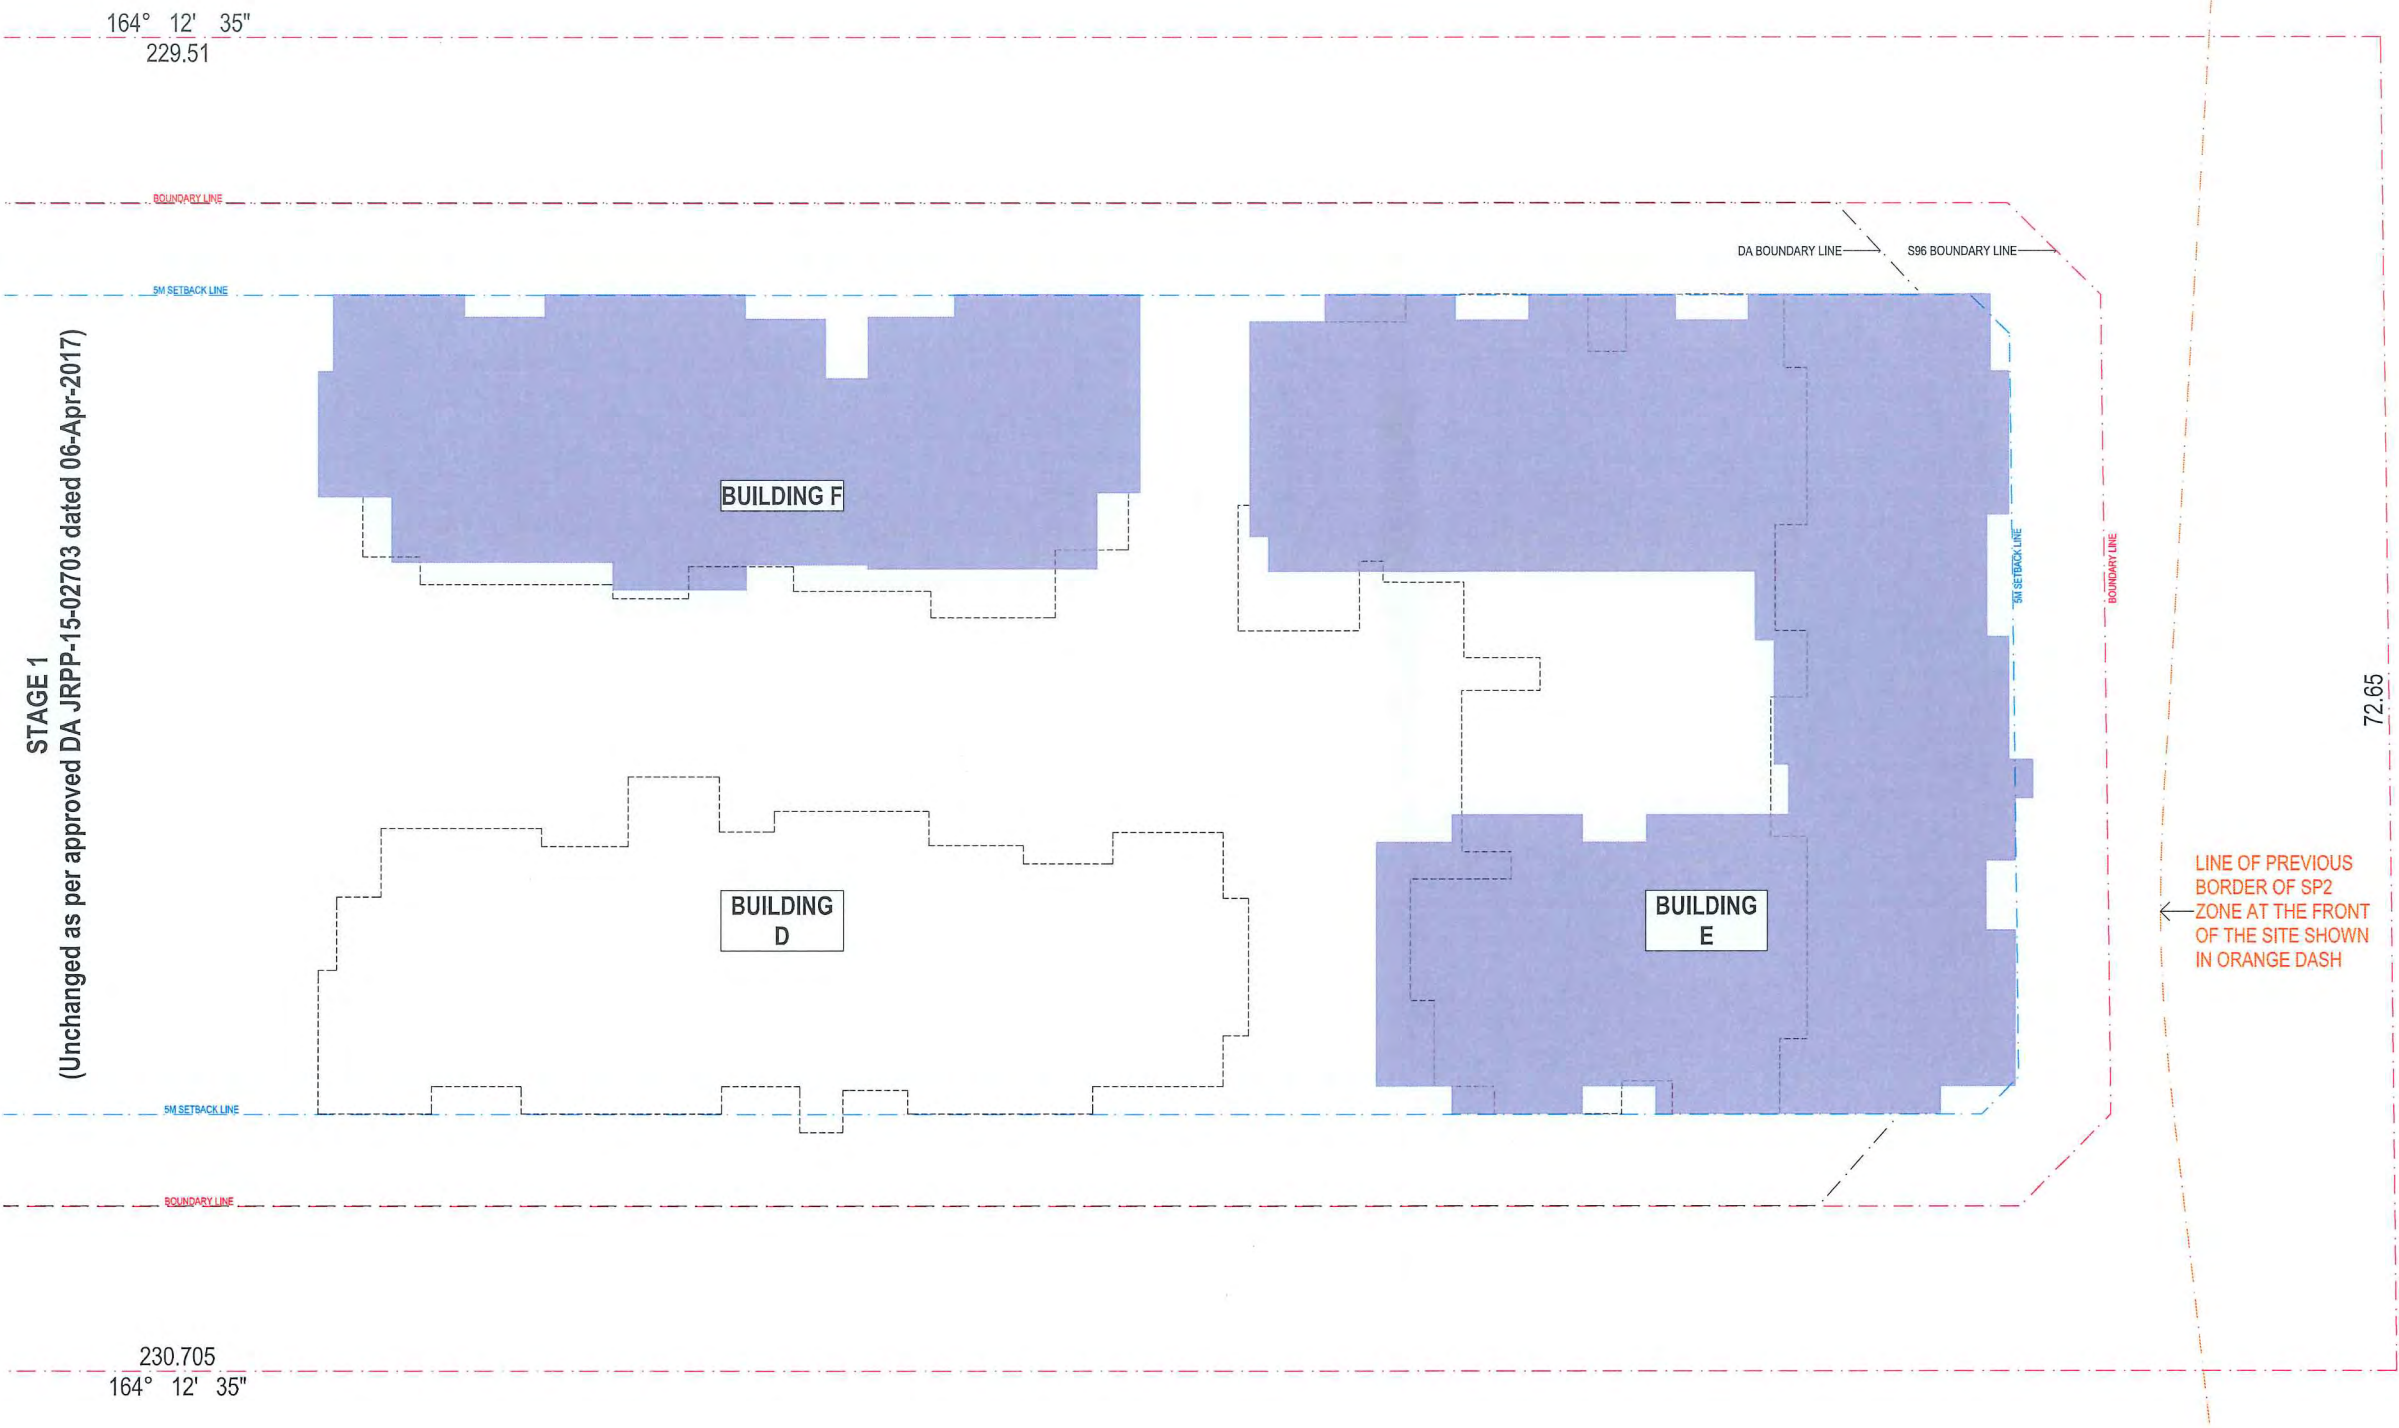 164° 12' 35"
229.51
BOUNDARY LINE
DA BOUNDARY LINE
S96 BOUNDARY LINE
5M SETBACK LINE
STAGE 1
(Unchanged as per approved DA JRPP-15-02703 dated 06-Apr-2017)
BUILDING F
5M SETBACK LINE
BOUNDARY LINE
72.65
BUILDING
D
BUILDING
E
LINE OF PREVIOUS
BORDER OF SP2
ZONE AT THE FRONT
OF THE SITE SHOWN
IN ORANGE DASH
5M SETBACK LINE
BOUNDARY LINE
230.705
164° 12' 35"